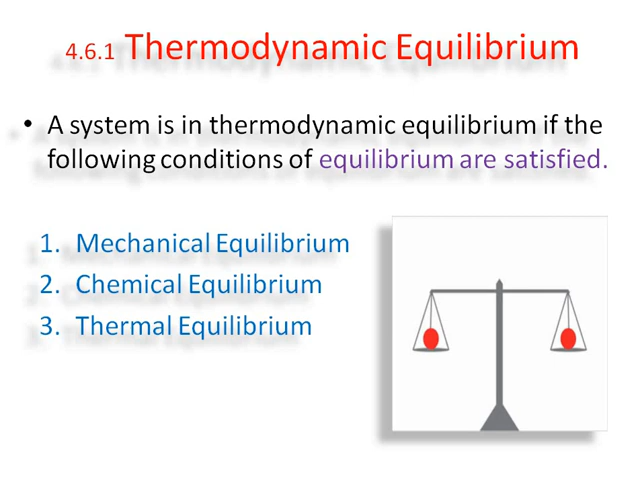 4.6.1 Thermodynamic Equilibrium
• A system is in thermodynamic equilibrium if the
following conditions of equilibrium are satisfied.
1. Mechanical Equilibrium
2. Chemical Equilibrium
3. Thermal Equilibrium